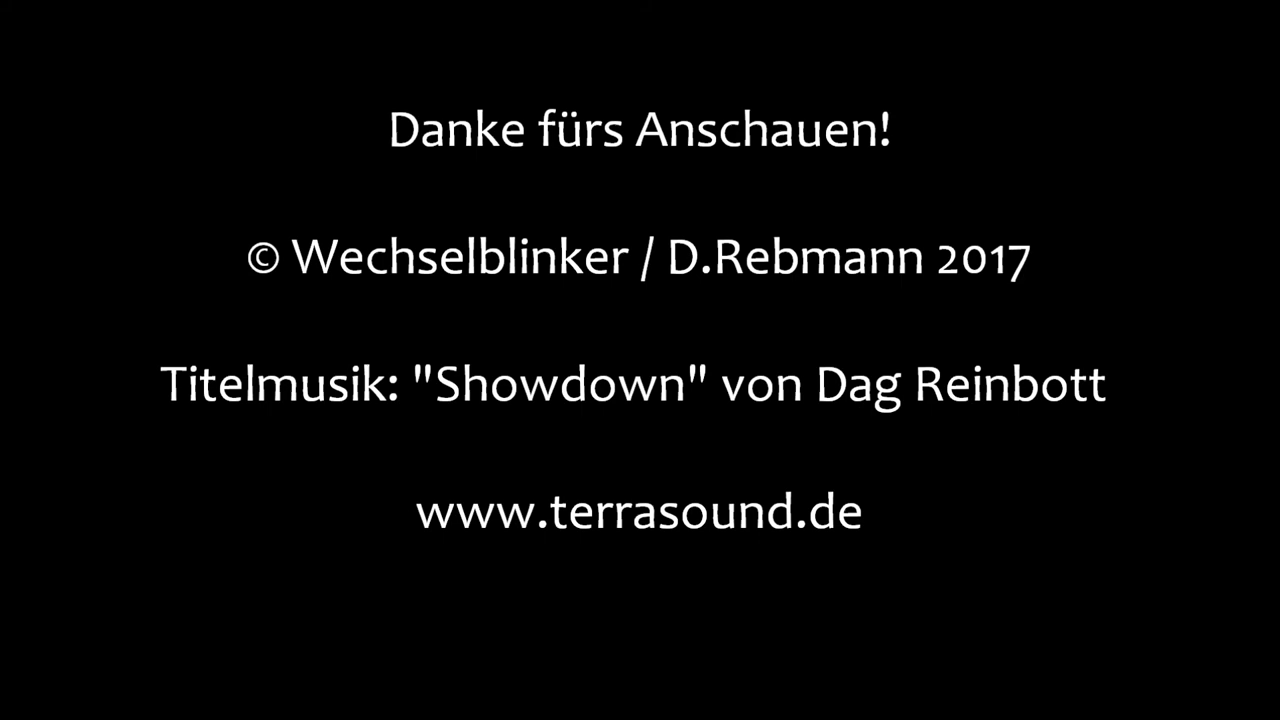 Danke fürs Anschauen!
© Wechselblinker / D.Rebmann 2017
Titelmusik: "Showdown" von Dag Reinbott
www.terrasound.de